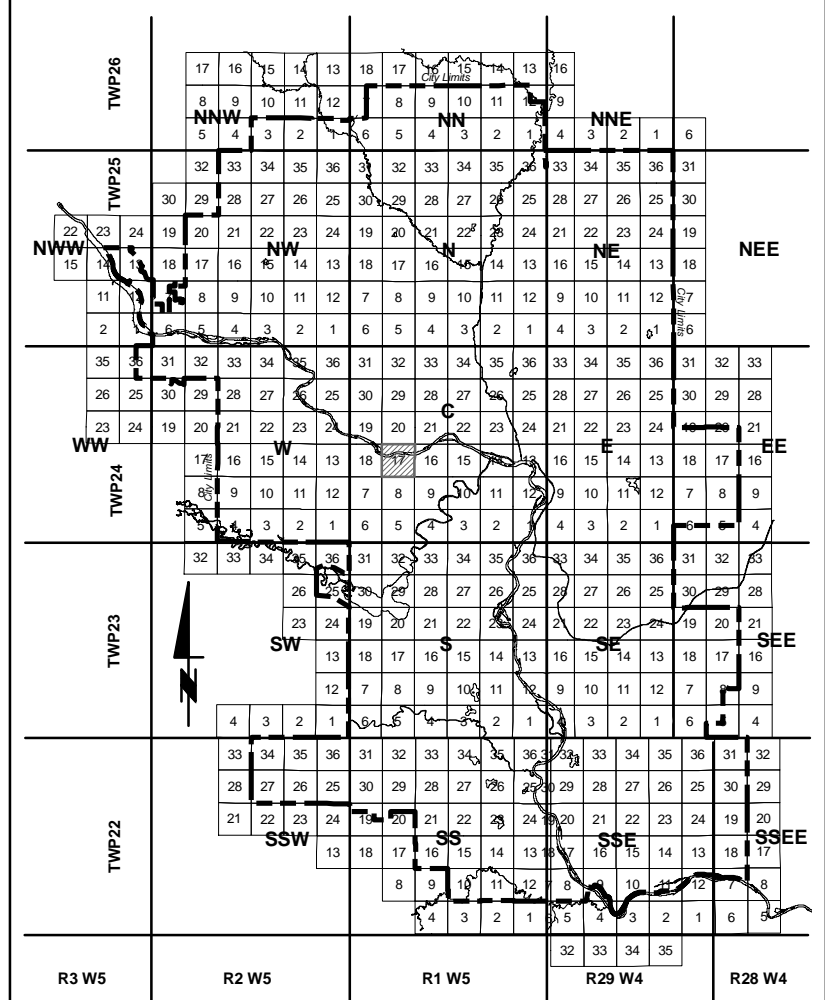 17 16 15 14 13 18 17 16 15 14 13 16
City Limits
TWP26
8 9 10 11 12 8 9 10 11 12 9
NNW NN NNE
5 4 3 2 1 6 5 4 3 2 1 4 3 2 1 6
TWP25
32 33 34 35 36 31 32 33 34 35 36 33 34 35 36 31
30 29 28 27 26 25 30 29 28 27 26 25 28 27 26 25 30
22 23 24 19 20 21 22 23 24 19 20 21 22 23 24 21 22 23 24 19
NWW NW N NE NEE
15 14 13 18 17 16 15 14 13 18 17 16 15 14 13 16 15 14 13 18
11 12 8 9 10 11 12 7 8 9 10 11 12 9 10 11 12 7
City Limits
2 6 5 4 3 2 1 6 5 4 3 2 1 4 3 2 1 6
35 36 31 32 33 34 35 36 31 32 33 34 35 36 33 34 35 36 31 32 33
26 25 30 29 28 27 26 25 30 29 28 27 26 25 28 27 26 25 30 29 28
C
23 24 19 20 21 22 23 24 19 20 21 22 23 24 21 22 23 24 19 20 21
WW W E EE
17 16 15 14 13 18 17 16 15 14 13 16 15 14 13 18 17 16
City Limits
TWP24
8 9 10 11 12 7 8 9 10 11 12 9 10 11 12 7 8 9
5 4 3 2 1 6 5 4 3 2 1 4 3 2 1 6 5 4
32 33 34 35 36 31 32 33 34 35 36 33 34 35 36 31 32 33
26 25 30 29 28 27 26 25 28 27 26 25 30 29 28
TWP23
23 24 19 20 21 22 23 24 21 22 23 24 19 20 21
SW S SE SEE
13 18 17 16 15 14 13 16 15 14 13 18 17 16
N
12 7 8 9 10 11 12 9 10 11 12 7 8 9
4 3 2 1 6 5 4 3 2 1 4 3 2 1 6 4
33 34 35 36 31 32 33 34 35 36 31 32 33 34 35 36 31 32
28 27 26 25 30 29 28 27 26 25 30 29 28 27 26 25 30 29
21 22 23 24 19 20 21 22 23 24 19 20 21 22 23 24 19 20
SSW SS SSE SSEE
TWP22
13 18 17 16 15 14 13 18 17 16 15 14 13 18 17
8 9 10 11 12 7 8 9 10 11 12 7 8
4 3 2 1 6 5 4 3 2 1 6 5
32 33 34 35
R3 W5 R2 W5 R1 W5 R29 W4 R28 W4